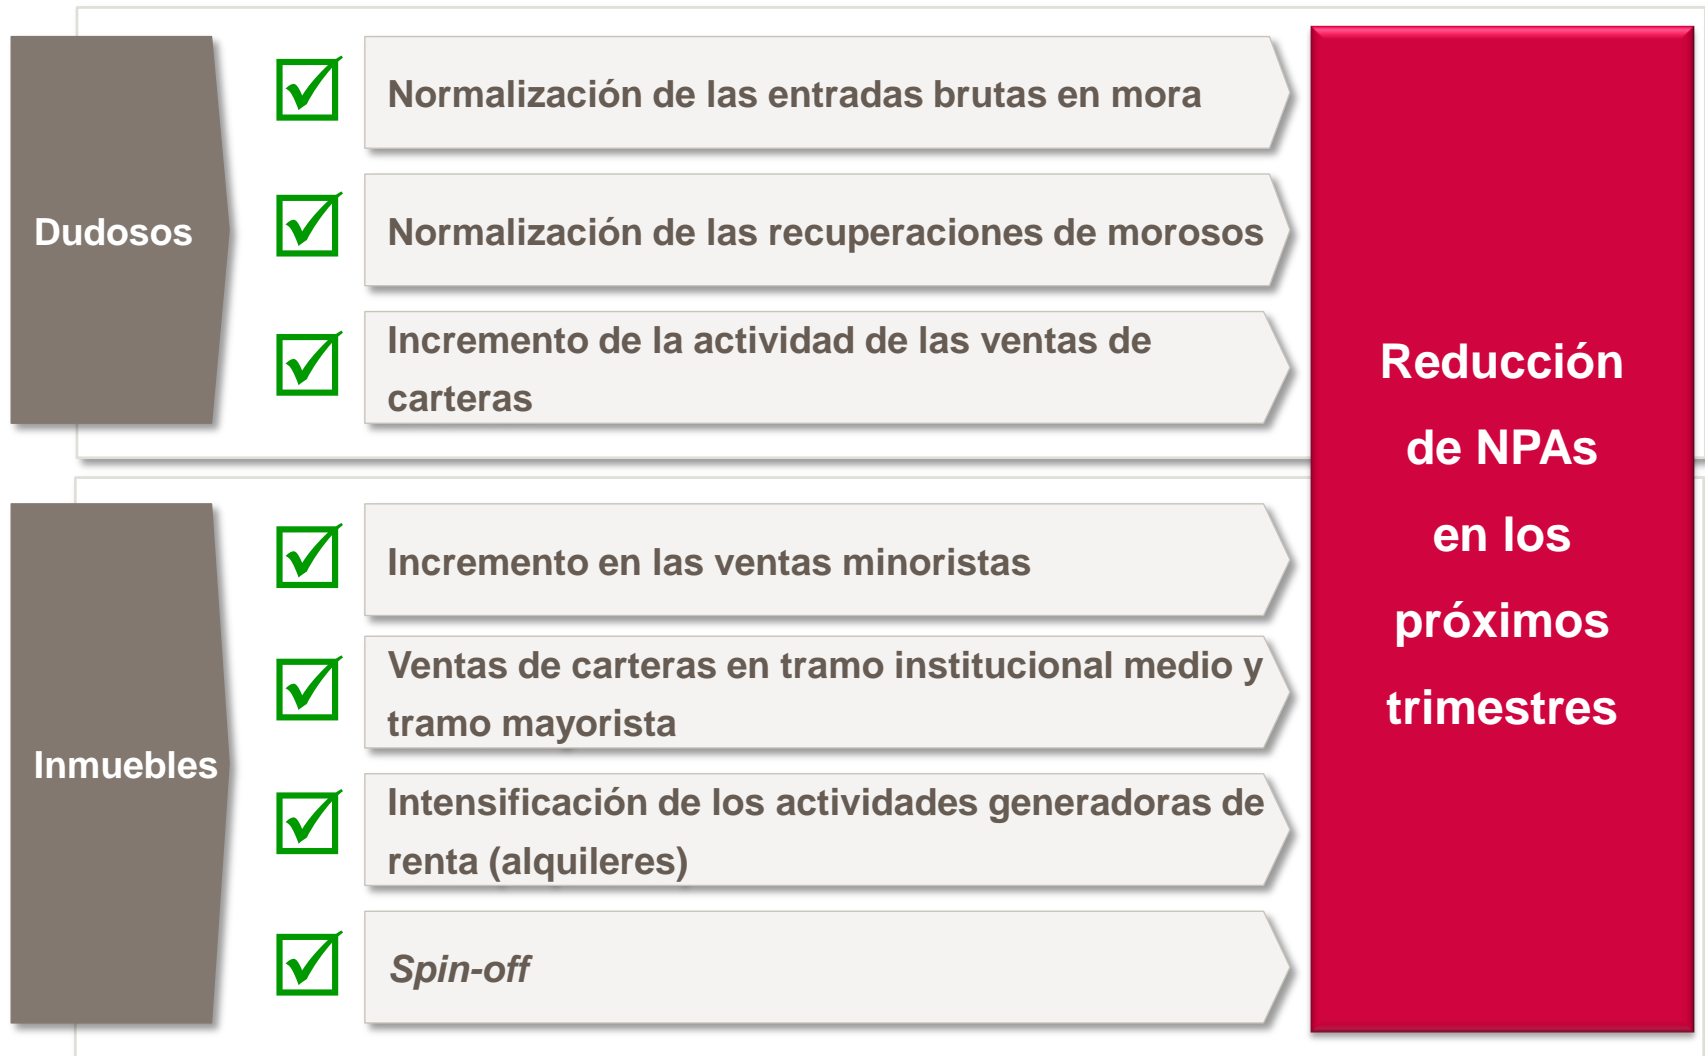 Dudosos
Normalización de las entradas brutas en mora
Normalización de las recuperaciones de morosos
Incremento de la actividad de las ventas de
carteras
Inmuebles
Incremento en las ventas minoristas
Ventas de carteras en tramo institucional medio y
tramo mayorista
Intensificación de los actividades generadoras de
renta (alquileres)
Spin-off
Reducción
de NPAs
en los
próximos
trimestres